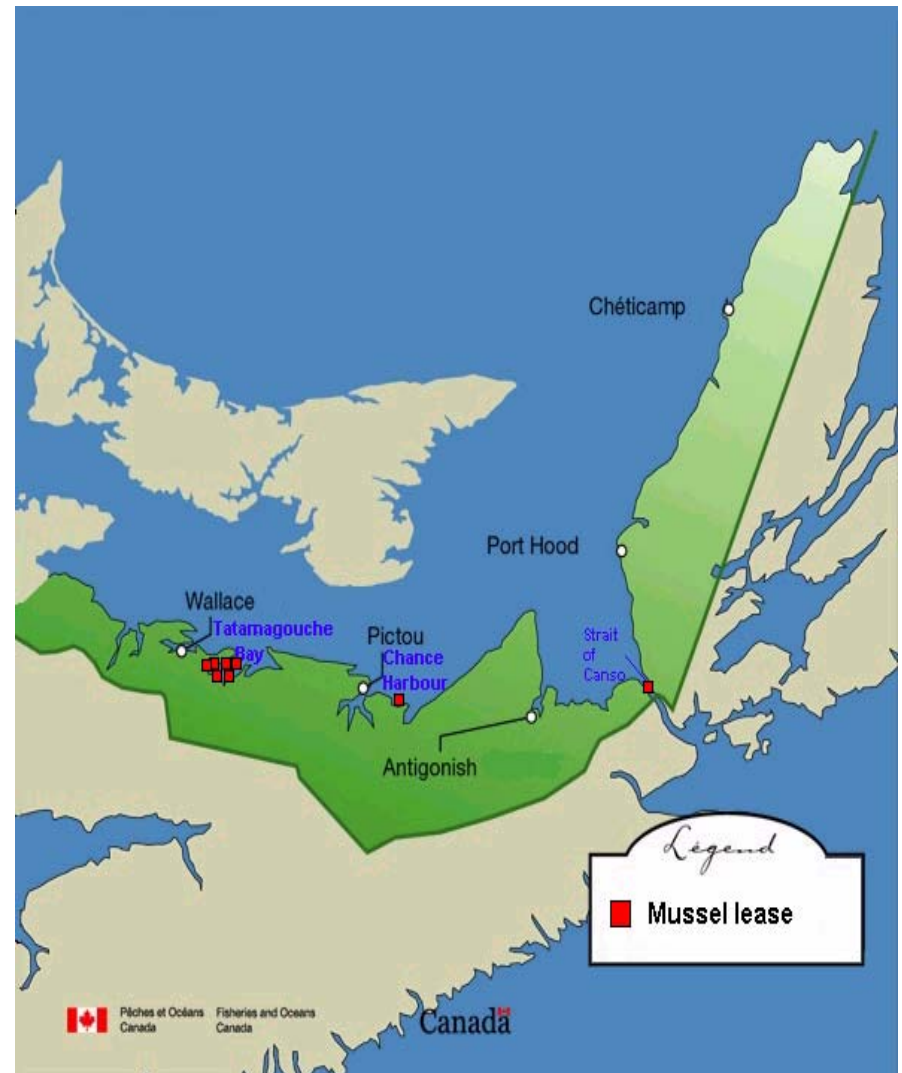 Chéticamp
Port Hood
Wallace
Tatamagouche
Bay
Pictou
Chance
Harbour
Strait
of
Canso
Antigonish
Légend
Mussel lease
Pêches et Océans
Canada
Fisheries and Oceans
Canada
Canada